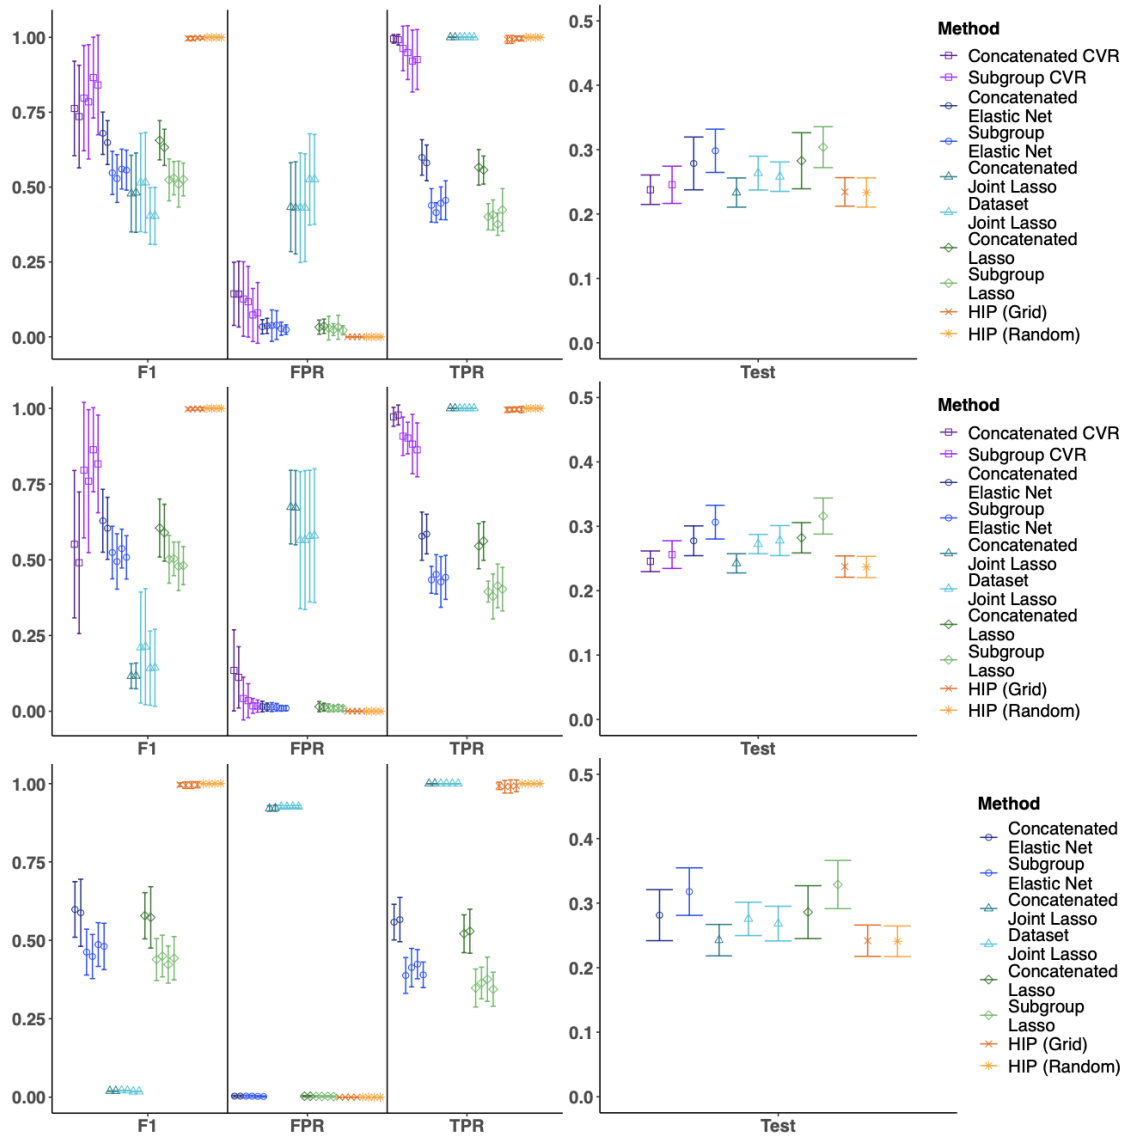 1.00
0.75
0.50
0.25
0.00
F1
FPR
TPR
0.5
0.4
0.3
0.2
0.1
0.0
Test
Method
Concatenated CVR
Subgroup CVR
Concatenated
Elastic Net
Subgroup
Elastic Net
Concatenated
Joint Lasso
Dataset
Joint Lasso
Concatenated
Lasso
Subgroup
Lasso
HIP (Grid)
HIP (Random)
1.00
0.75
0.50
0.25
0.00
F1
FPR
TPR
0.5
0.4
0.3
0.2
0.1
0.0
Test
Method
Concatenated CVR
Subgroup CVR
Concatenated
Elastic Net
Subgroup
Elastic Net
Concatenated
Joint Lasso
Dataset
Joint Lasso
Concatenated
Lasso
Subgroup
Lasso
HIP (Grid)
HIP (Random)
1.00
0.75
0.50
0.25
0.00
F1
FPR
TPR
0.5
0.4
0.3
0.2
0.1
0.0
Test
Method
Concatenated
Elastic Net
Subgroup
Elastic Net
Concatenated
Joint Lasso
Dataset
Joint Lasso
Concatenated
Lasso
Subgroup
Lasso
HIP (Grid)
HIP (Random)